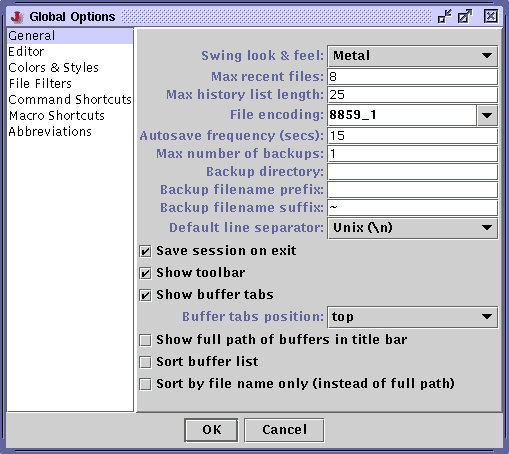 Global Options
General
Editor
Colors & Styles
File Filters
Command Shortcuts
Macro Shortcuts
Abbreviations
Swing look & feel: Metal
Max recent files: 8
Max history list length: 25
File encoding: 8859_1
Autosave frequency (secs): 15
Max number of backups: 1
Backup directory:
Backup filename prefix:
Backup filename suffix: ~
Default line separator: Unix (\n)
Save session on exit
Show toolbar
Show buffer tabs
Buffer tabs position: top
Show full path of buffers in title bar
Sort buffer list
Sort by file name only (instead of full path)
OK Cancel